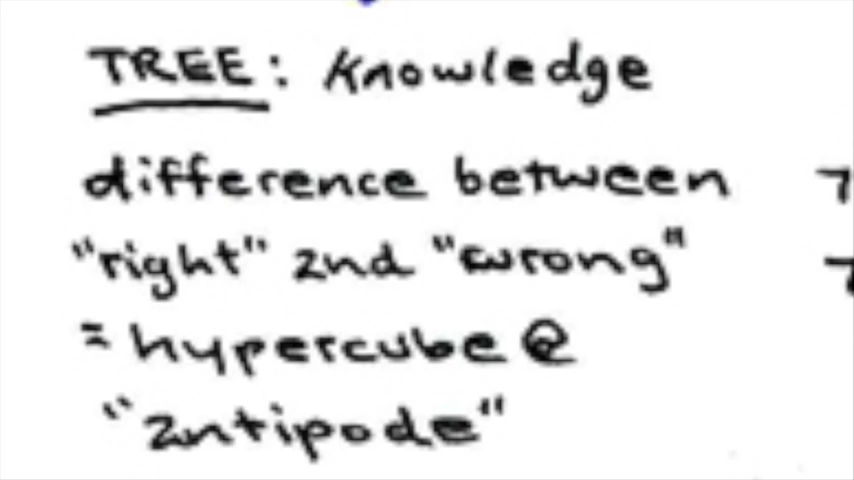 TREE: Knowledge
difference between
"right" and "wrong"
= hypercube @
"antipode"